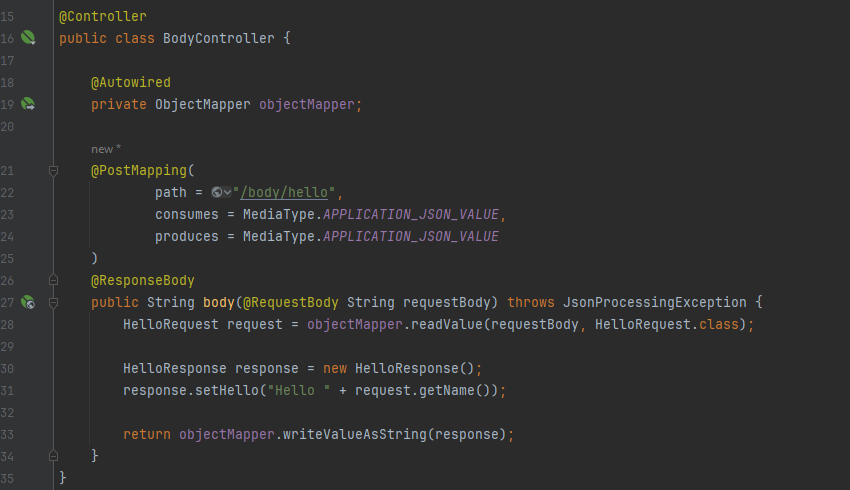 15 @Controller
16 public class BodyController {
17
18 @Autowired
19 private ObjectMapper objectMapper;
20
new *
21 @PostMapping(
22 path = "/body/hello",
23 consumes = MediaType.APPLICATION_JSON_VALUE,
24 produces = MediaType.APPLICATION_JSON_VALUE
25 )
26 @ResponseBody
27 public String body(@RequestBody String requestBody) throws JsonProcessingException {
28 HelloRequest request = objectMapper.readValue(requestBody, HelloRequest.class);
29
30 HelloResponse response = new HelloResponse();
31 response.setHello("Hello " + request.getName());
32
33 return objectMapper.writeValueAsString(response);
34 }
35 }